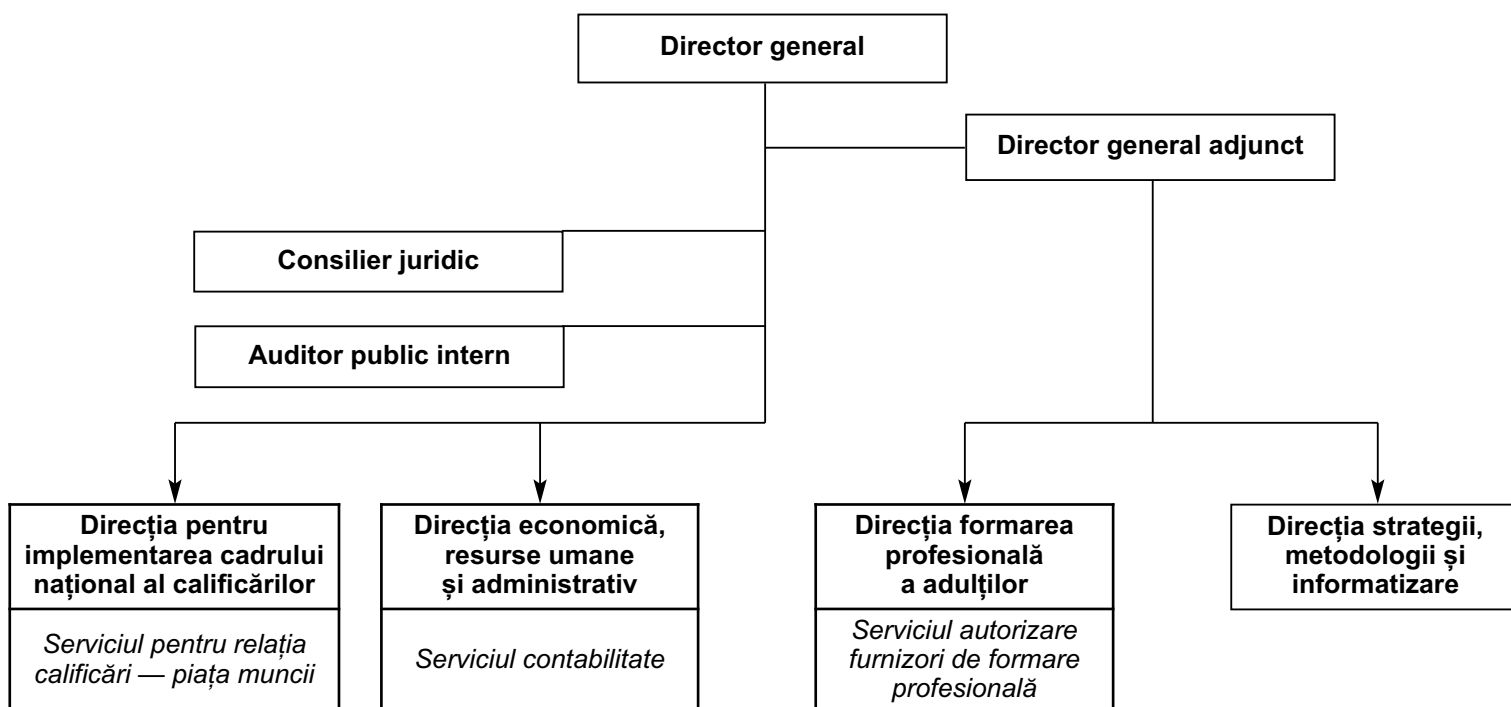 Director general
Director general adjunct
Consilier juridic
Auditor public intern
Direcția pentru
implementarea cadrului
național al calificărilor
Serviciul pentru relația
calificări — piața muncii
Direcția economică,
resurse umane
și administrativ
Serviciul contabilitate
Direcția formarea
profesională
a adulților
Serviciul autorizare
furnizori de formare
profesională
Direcția strategii,
metodologii și
informatizare